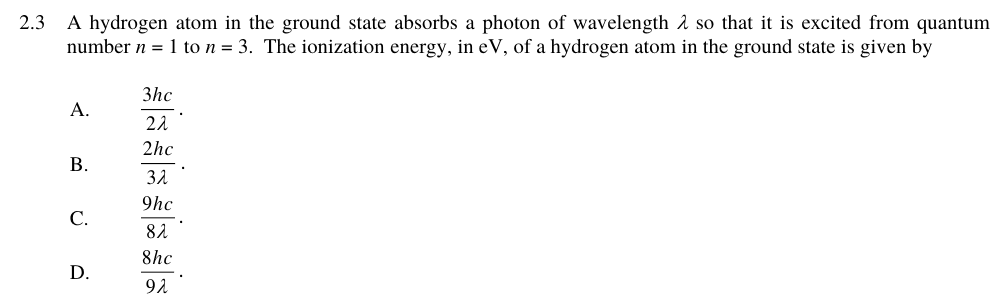 2.3 A hydrogen atom in the ground state absorbs a photon of wavelength λ so that it is excited from quantum
number n = 1 to n = 3. The ionization energy, in eV, of a hydrogen atom in the ground state is given by
A. 3hc/2λ .
B. 2hc/3λ .
C. 9hc/8λ .
D. 8hc/9λ .